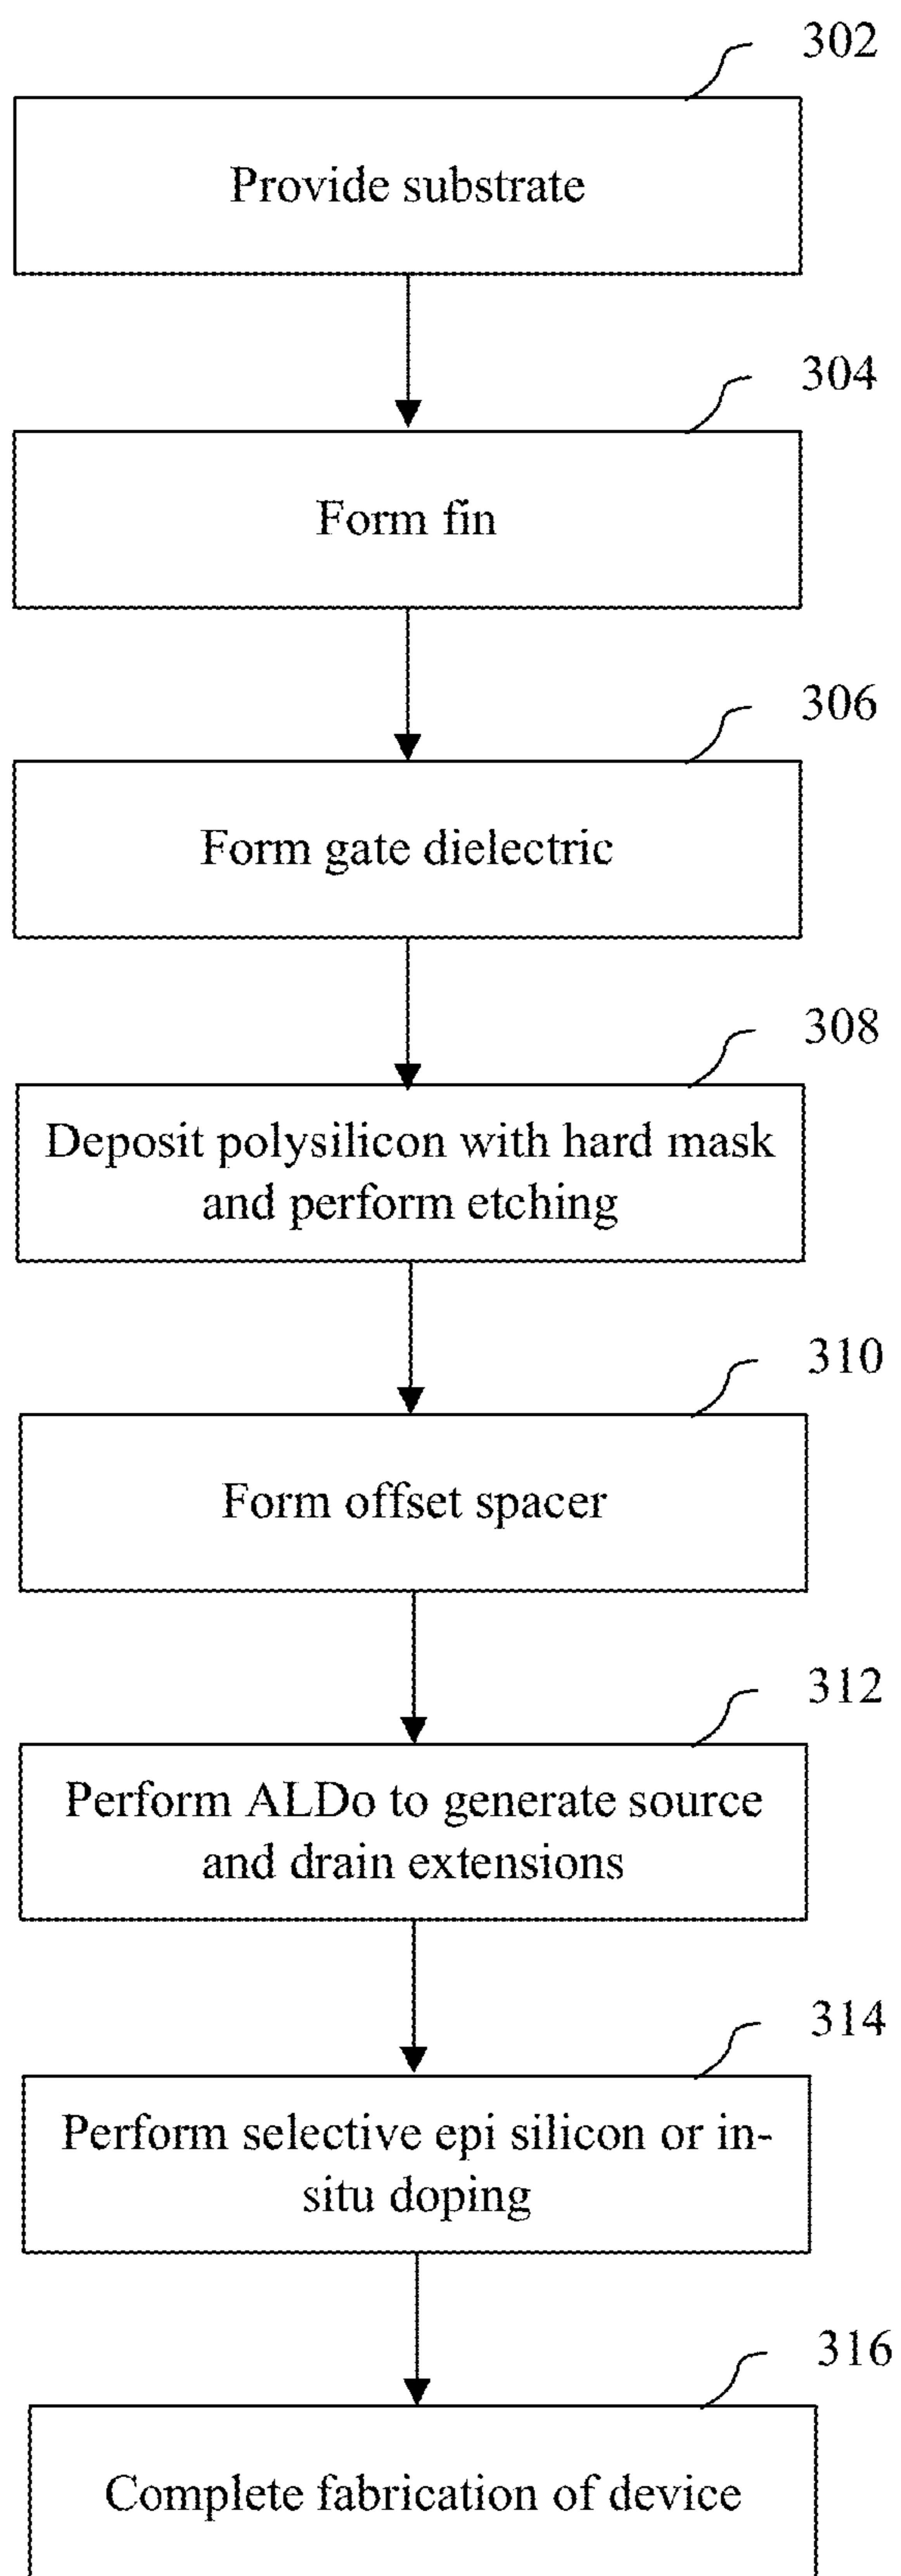 302
Provide substrate
304
Form fin
306
Form gate dielectric
308
Deposit polysilicon with hard mask
and perform etching
310
Form offset spacer
312
Perform ALDo to generate source
and drain extensions
314
Perform selective epi silicon or in-
situ doping
316
Complete fabrication of device